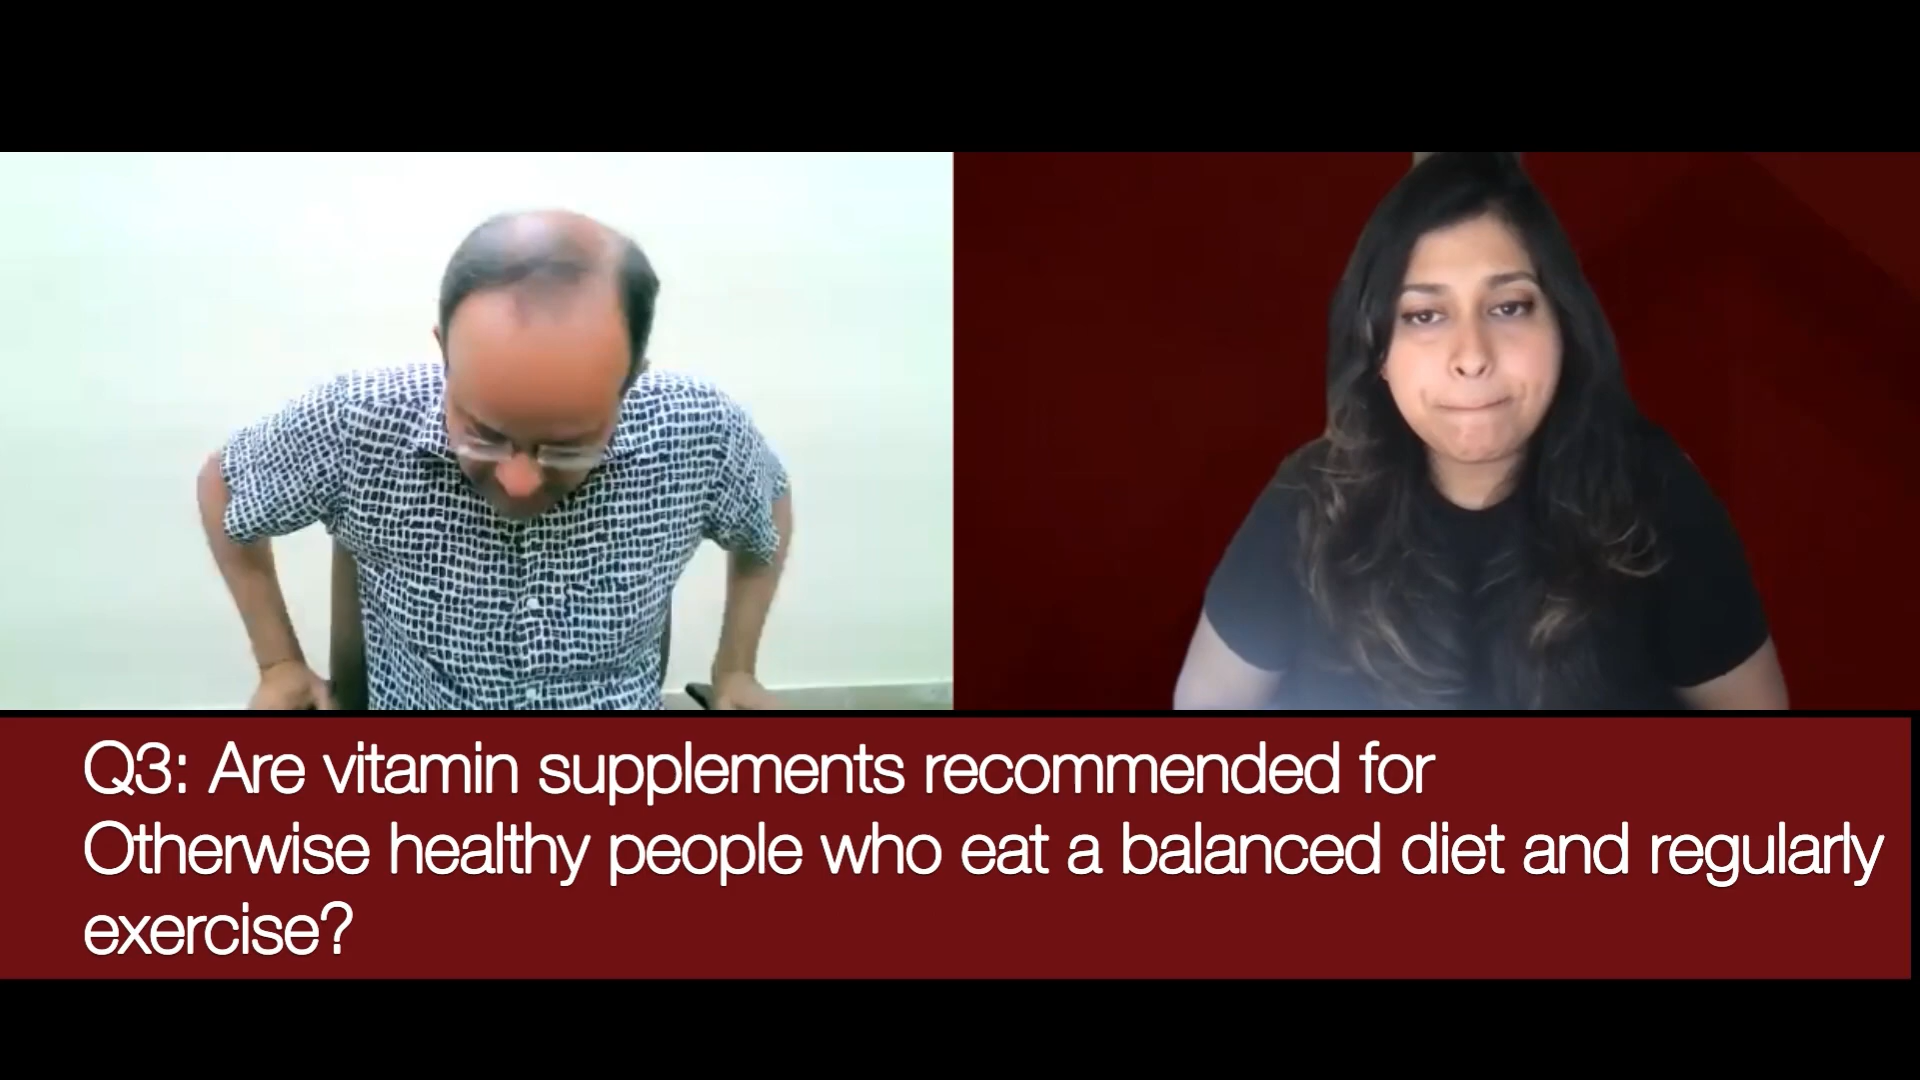 Q3: Are vitamin supplements recommended for
Otherwise healthy people who eat a balanced diet and regularly
exercise?